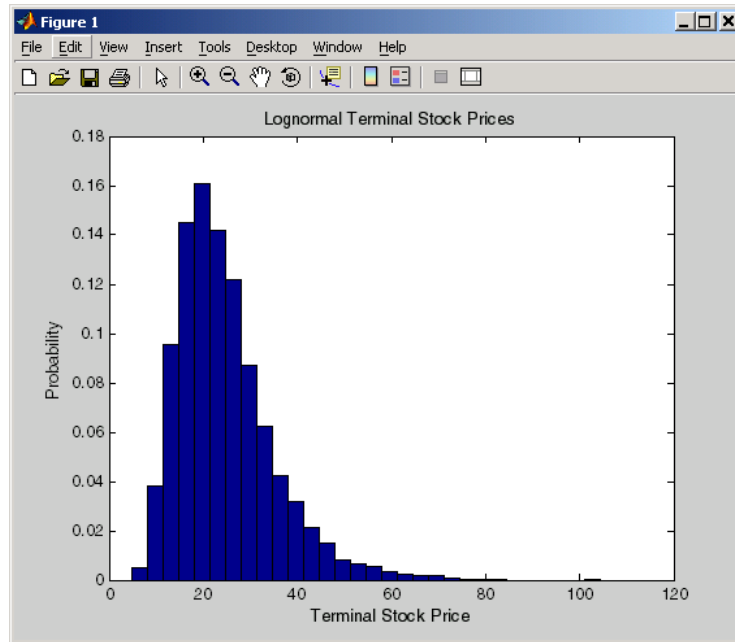 Figure 1
File Edit View Insert Tools Desktop Window Help
Lognormal Terminal Stock Prices
0.18
0.16
0.14
0.12
0.1
0.08
0.06
0.04
0.02
0
Probability
0 20 40 60 80 100 120
Terminal Stock Price